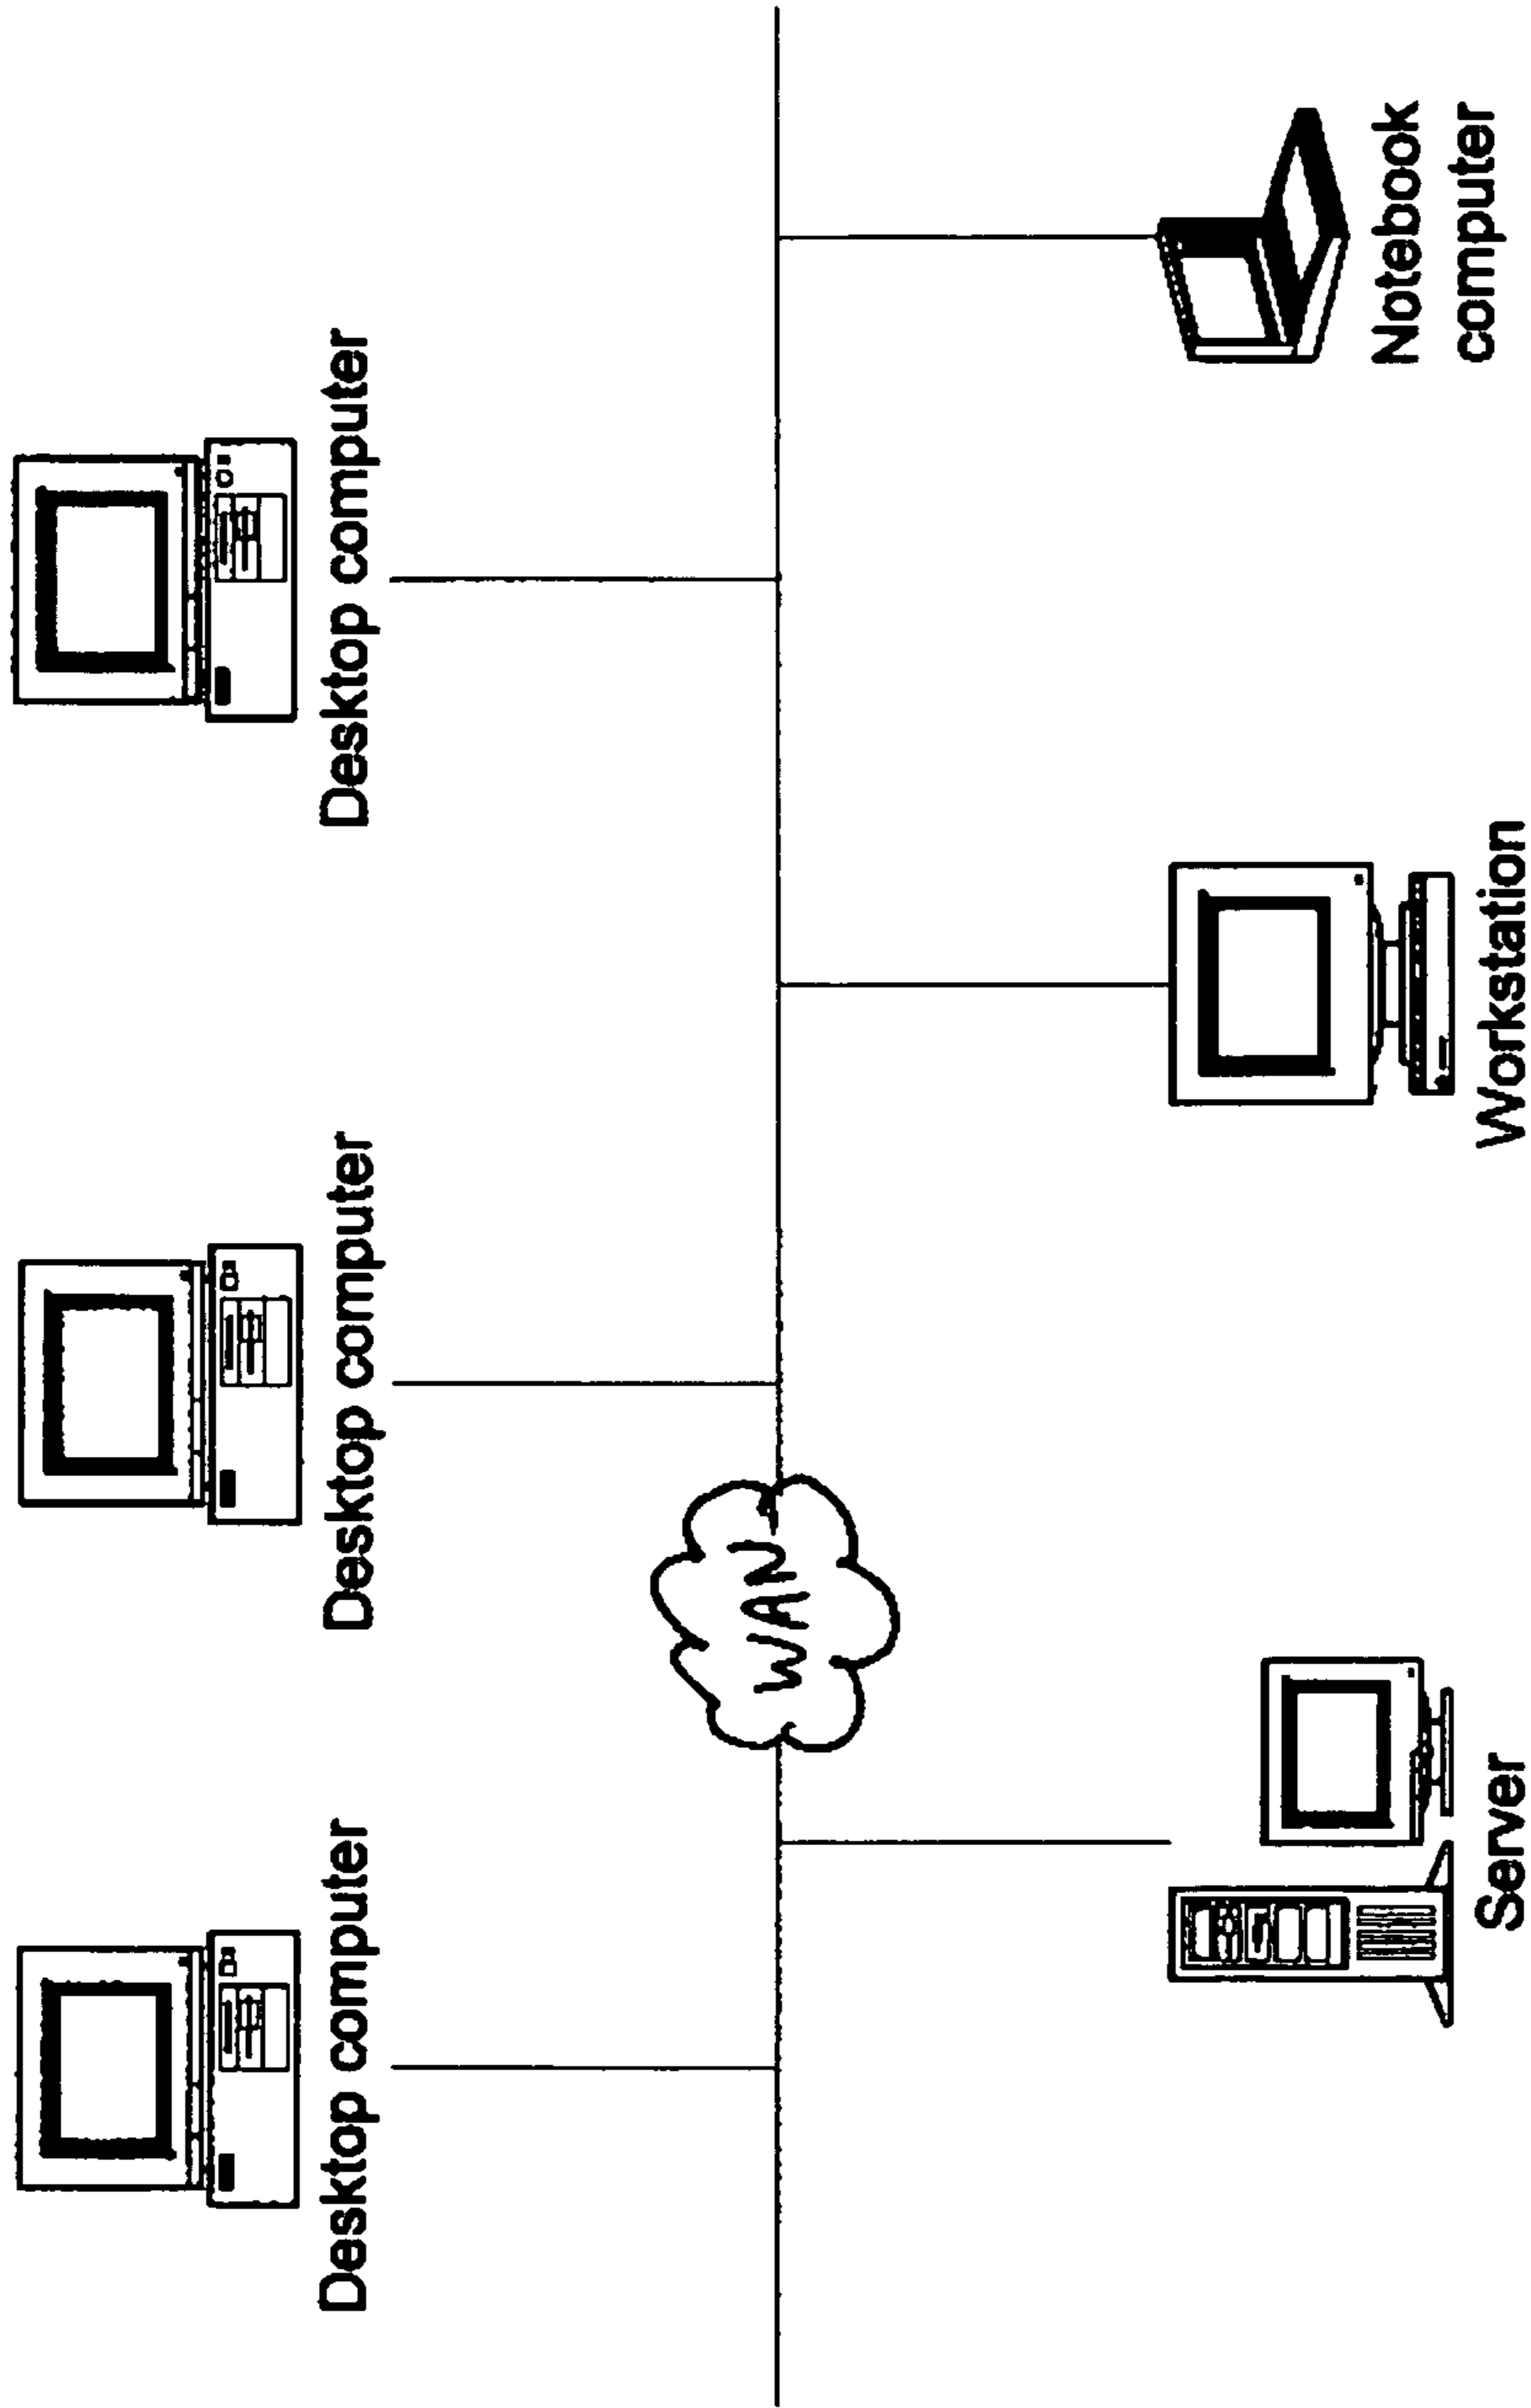 Desktop computer
Desktop computer
Desktop computer
WAN
Server
Workstation
Notebook
computer